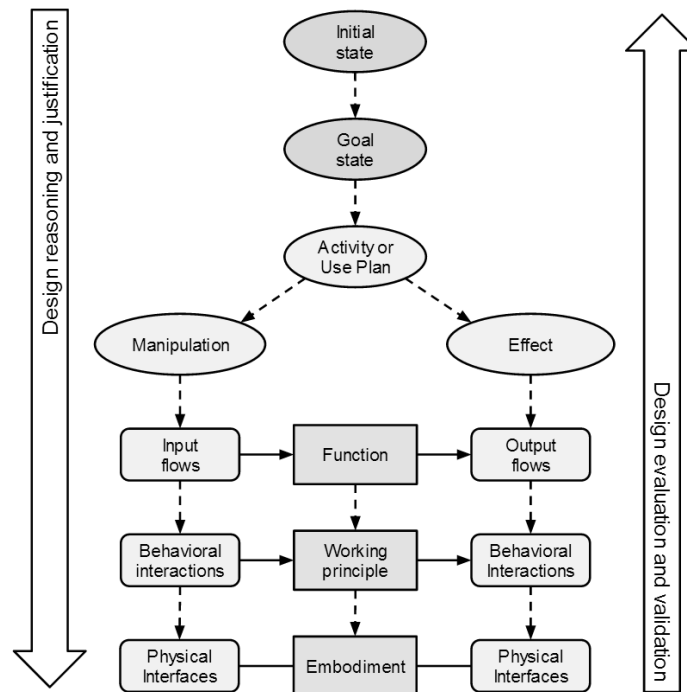 Design reasoning and justification
Initial
state
Goal
state
Activity or
Use Plan
Manipulation
Effect
Input
flows
Function
Output
flows
Behavioral
interactions
Working
principle
Behavioral
Interactions
Physical
Interfaces
Embodiment
Physical
Interfaces
Design evaluation and validation